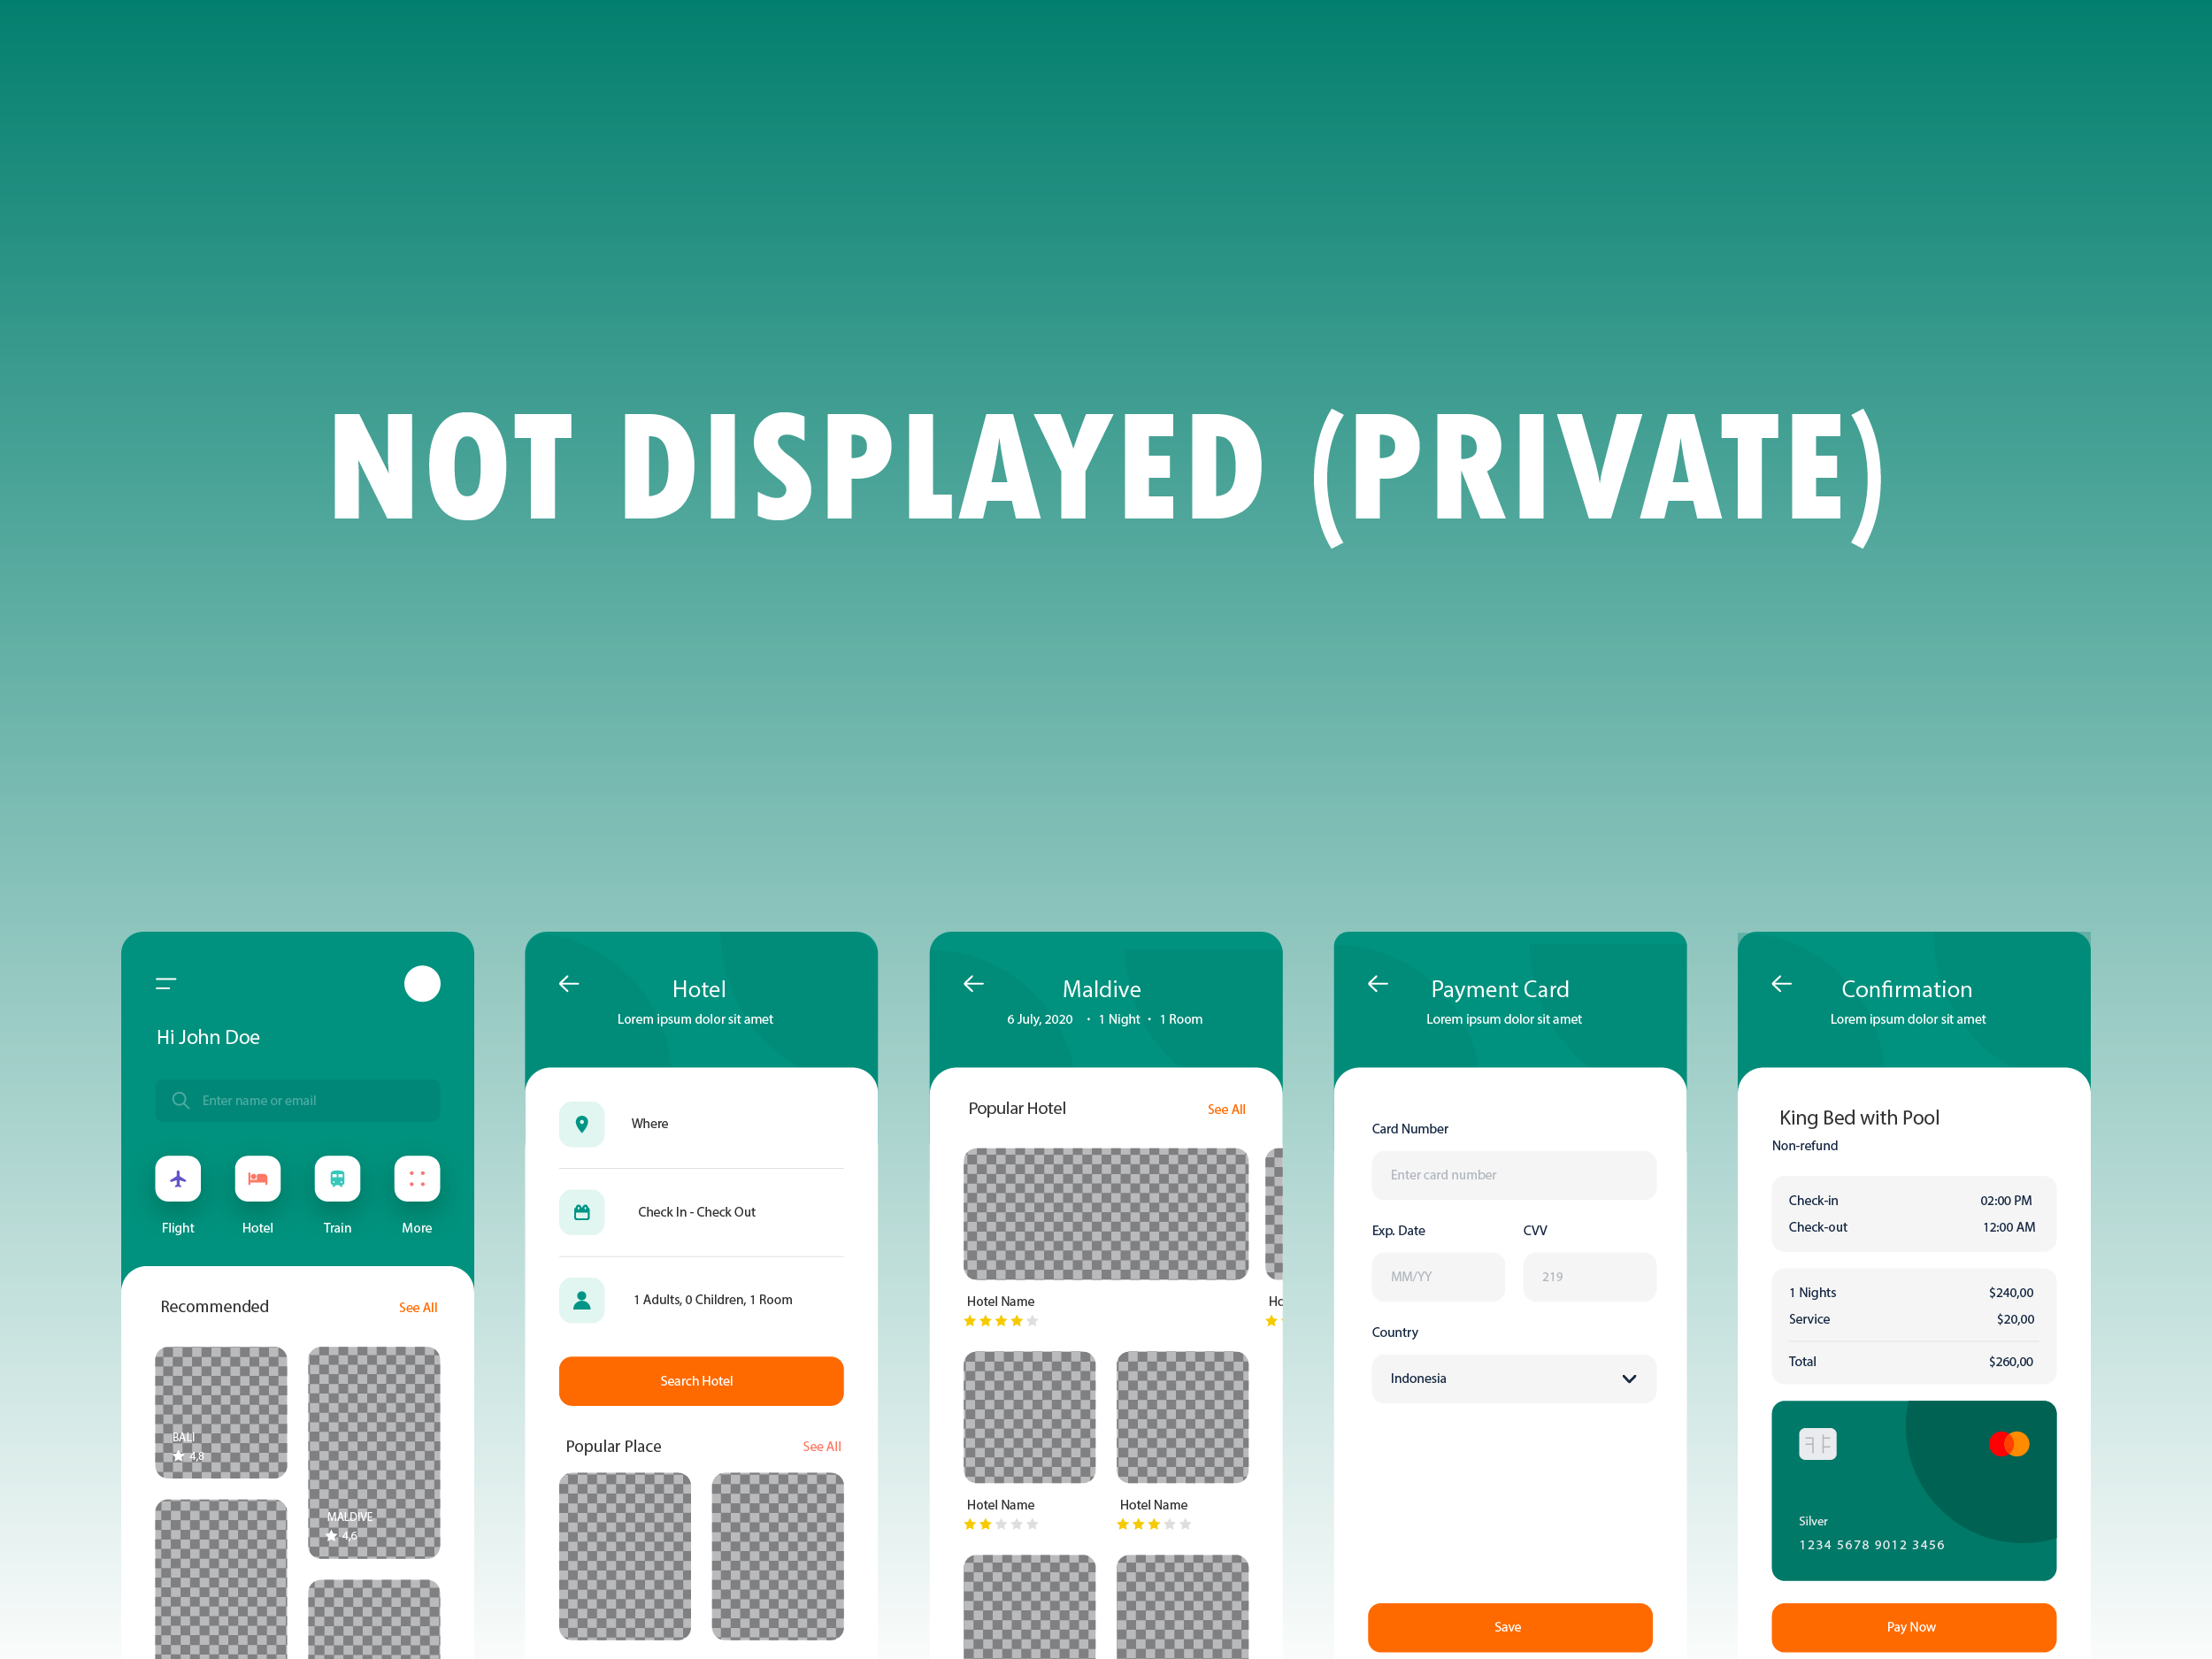 NOT DISPLAYED (PRIVATE)
Hi John Doe
Enter name or email
Flight
Hotel
Train
More
Recommended
See All
BALI
4,8
MALDIVE
4,6
Hotel
Lorem ipsum dolor sit amet
Where
Check In - Check Out
1 Adults, 0 Children, 1 Room
Search Hotel
Popular Place
See All
Maldive
6 July, 2020 • 1 Night • 1 Room
Popular Hotel
See All
Hotel Name
Hotel Name
Hotel Name
Payment Card
Lorem ipsum dolor sit amet
Card Number
Enter card number
Exp. Date
CVV
MM/YY
219
Country
Indonesia
Save
Confirmation
Lorem ipsum dolor sit amet
King Bed with Pool
Non-refund
Check-in 02:00 PM
Check-out 12:00 AM
1 Nights $240,00
Service $20,00
Total $260,00
Silver
1234 5678 9012 3456
Pay Now